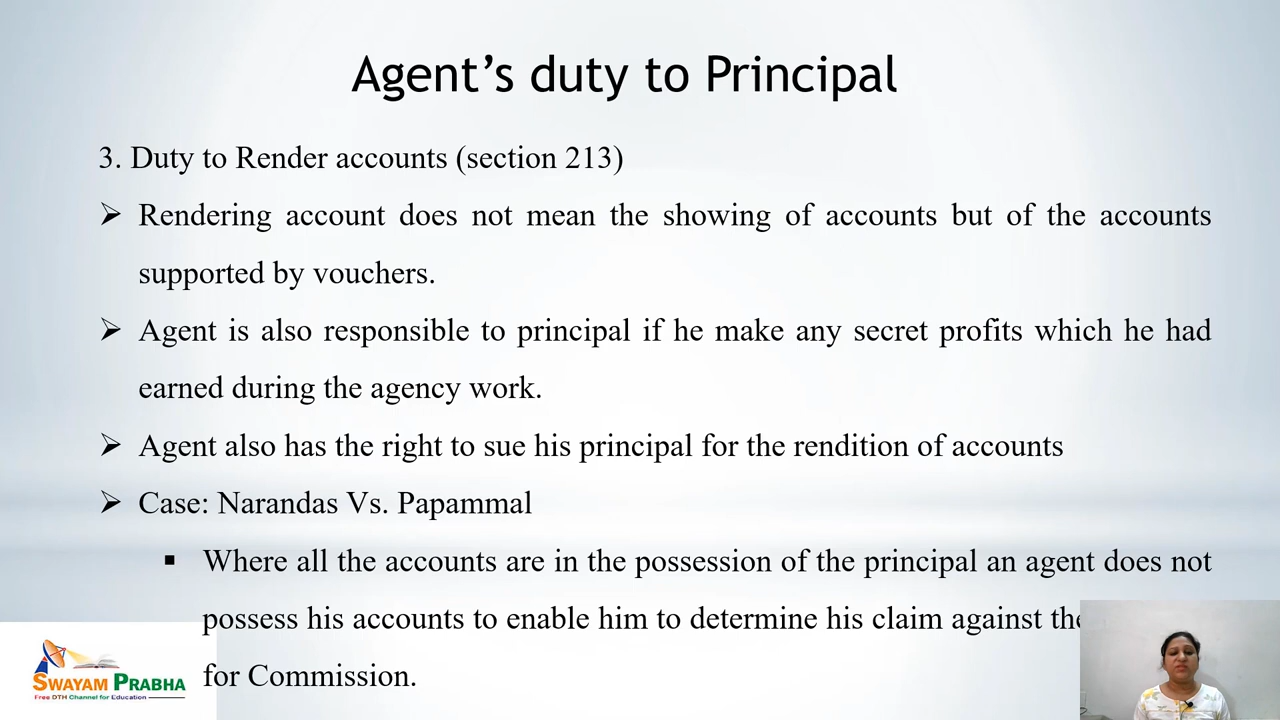 Agent’s duty to Principal
3. Duty to Render accounts (section 213)
➢ Rendering account does not mean the showing of accounts but of the accounts
supported by vouchers.
➢ Agent is also responsible to principal if he make any secret profits which he had
earned during the agency work.
➢ Agent also has the right to sue his principal for the rendition of accounts
➢ Case: Narandas Vs. Papammal
▪ Where all the accounts are in the possession of the principal an agent does not
possess his accounts to enable him to determine his claim against the
for Commission.
SWAYAM PRABHA
Free DTH Channel for Education